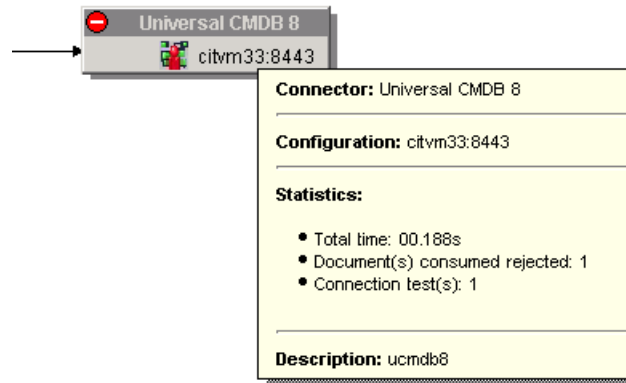 Universal CMDB 8
citvm33:8443
Connector: Universal CMDB 8
Configuration: citvm33:8443
Statistics:
• Total time: 00.188s
• Document(s) consumed rejected: 1
• Connection test(s): 1
Description: ucmdb8